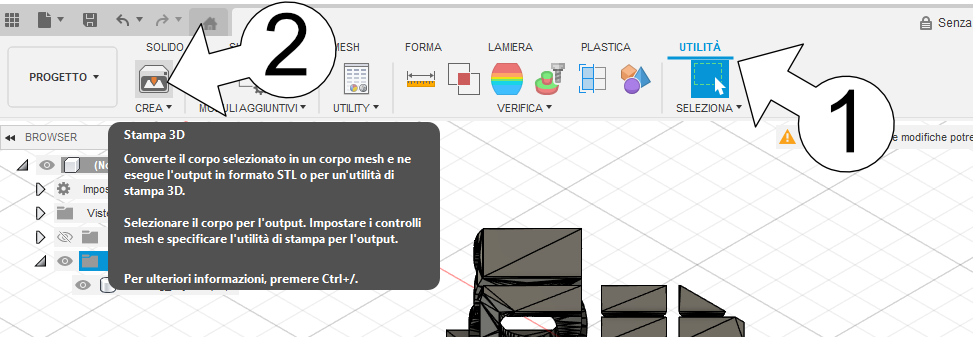 Senza
SOLIDO
MESH
FORMA
LAMIERA
PLASTICA
UTILITÀ
PROGETTO
CREA
MODULI AGGIUNTIVI
UTILITY
VERIFICA
SELEZIONA
2
1
BROWSER
e modifiche potre
Stampa 3D
Converte il corpo selezionato in un corpo mesh e ne
esegue l'output in formato STL o per un'utilità di
stampa 3D.
Selezionare il corpo per l'output. Impostare i controlli
mesh e specificare l'utilità di stampa per l'output.
Per ulteriori informazioni, premere Ctrl+/.
(No
Impos
Viste